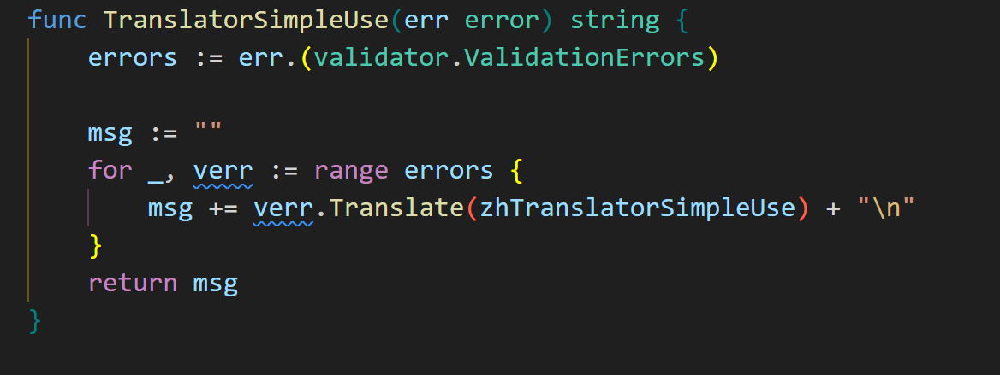 func TranslatorSimpleUse(err error) string {
    errors := err.(validator.ValidationErrors)

    msg := ""
    for _, verr := range errors {
        msg += verr.Translate(zhTranslatorSimpleUse) + "\n"
    }
    return msg
}